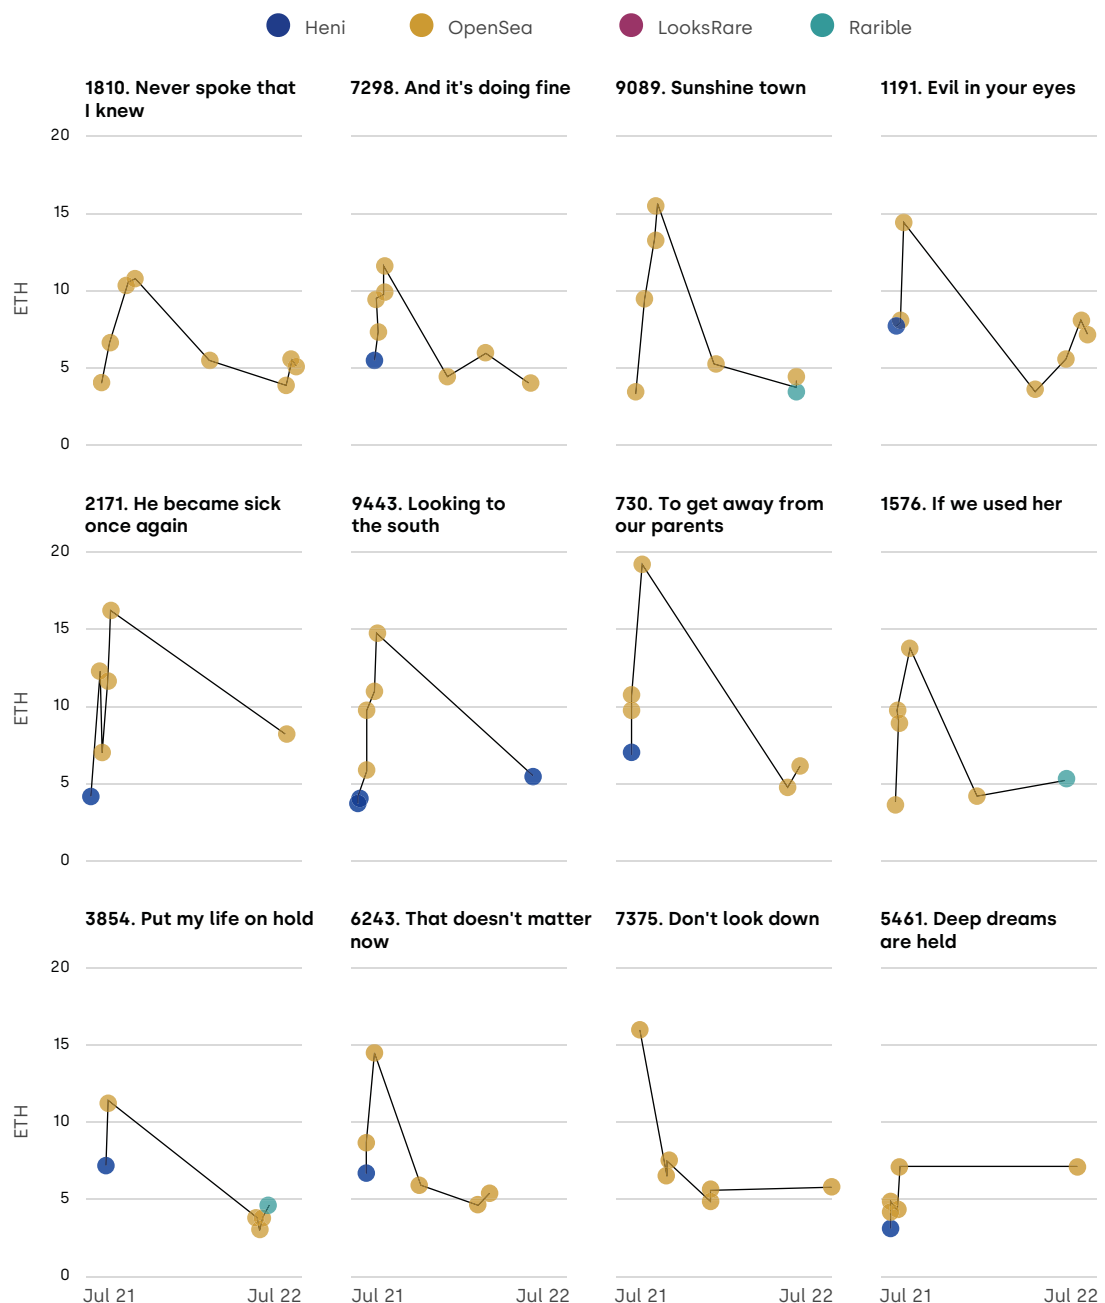 Heni OpenSea LooksRare Rarible
1810. Never spoke that
I knew
7298. And it's doing fine
9089. Sunshine town
1191. Evil in your eyes
20
15
10
5
0
ETH
2171. He became sick
once again
9443. Looking to
the south
730. To get away from
our parents
1576. If we used her
20
15
10
5
0
ETH
3854. Put my life on hold
6243. That doesn't matter
now
7375. Don't look down
5461. Deep dreams
are held
20
15
10
5
0
ETH
Jul 21 Jul 22 Jul 21 Jul 22 Jul 21 Jul 22 Jul 21 Jul 22